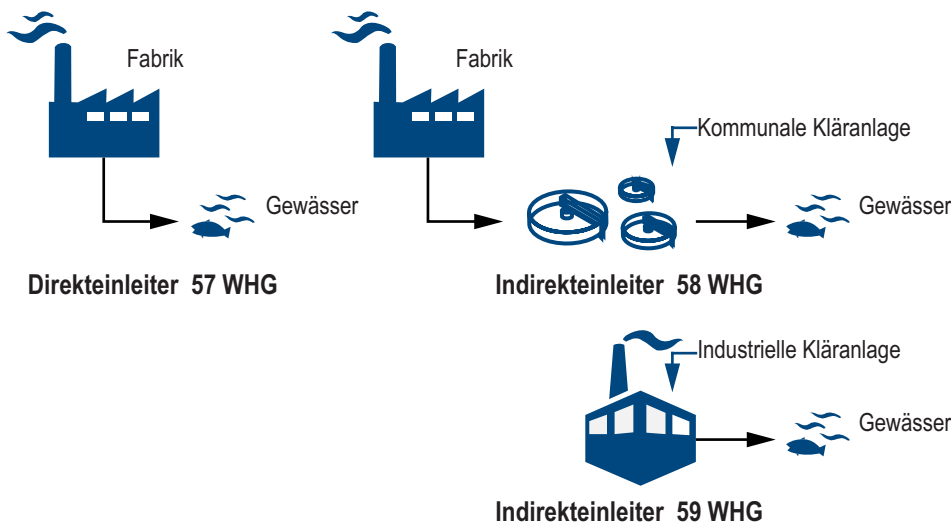 Fabrik
Gewässer
Direkteinleiter 57 WHG
Fabrik
Kommunale Kläranlage
Gewässer
Indirekteinleiter 58 WHG
Industrielle Kläranlage
Gewässer
Indirekteinleiter 59 WHG